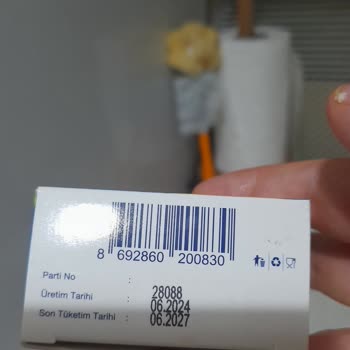 8 692860 200830
Parti No : 28088
Üretim Tarihi : 06.2024
Son Tüketim Tarihi : 06.2027